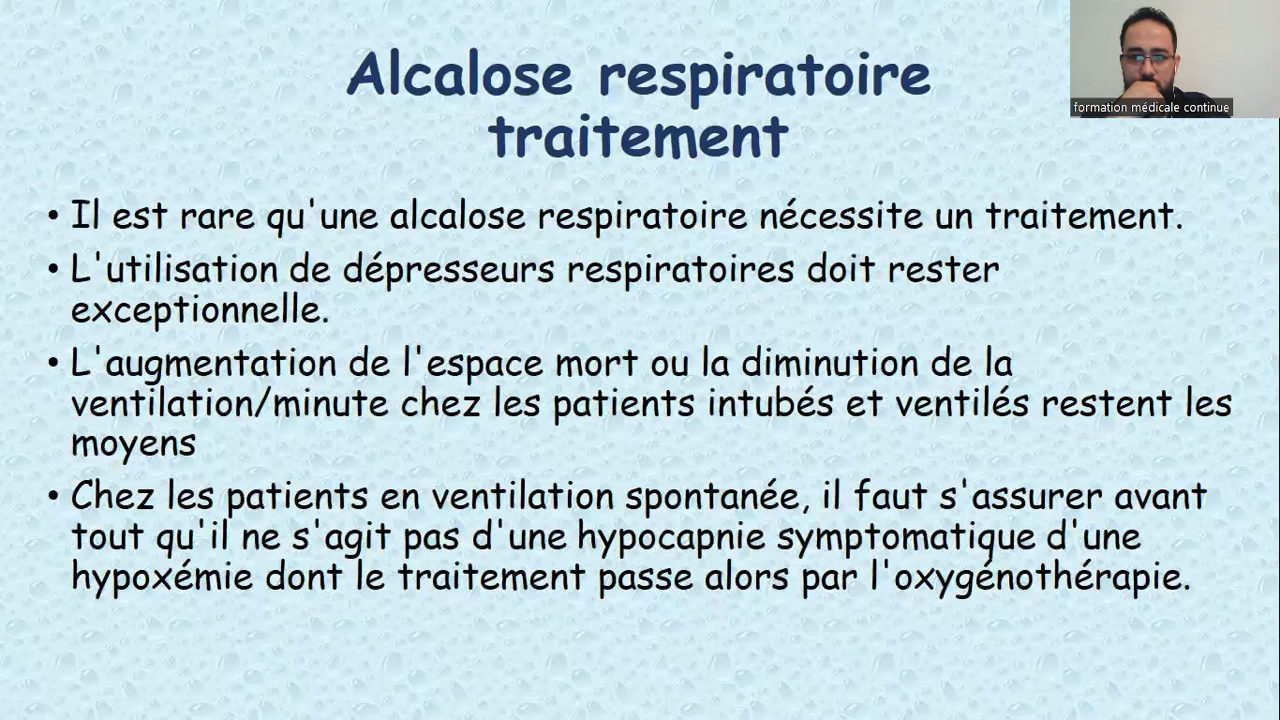 Alcalose respiratoire
traitement
formation médicale continue
• Il est rare qu'une alcalose respiratoire nécessite un traitement.
• L'utilisation de dépresseurs respiratoires doit rester
exceptionnelle.
• L'augmentation de l'espace mort ou la diminution de la
ventilation/minute chez les patients intubés et ventilés restent les
moyens
• Chez les patients en ventilation spontanée, il faut s'assurer avant
tout qu'il ne s'agit pas d'une hypocapnie symptomatique d'une
hypoxémie dont le traitement passe alors par l'oxygénothérapie.